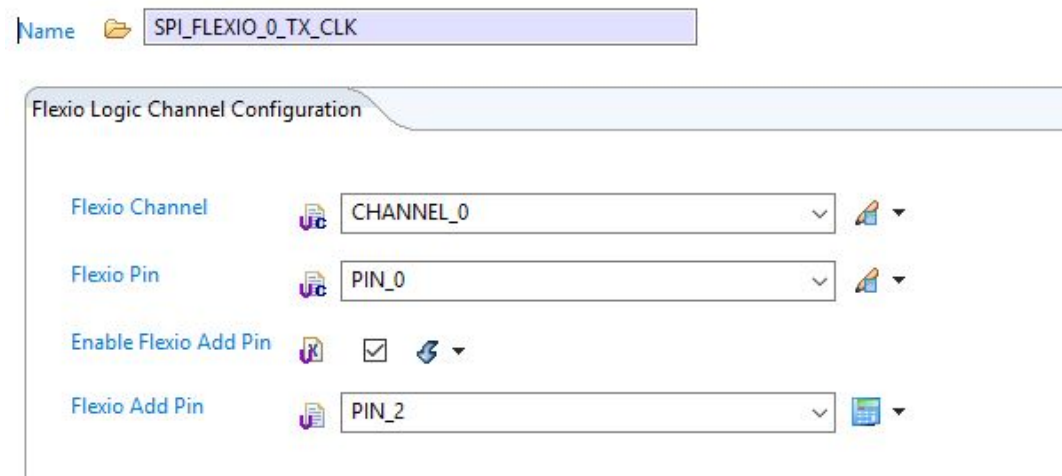 Name SPI_FLEXIO_0_TX_CLK
Flexio Logic Channel Configuration
Flexio Channel CHANNEL_0
Flexio Pin PIN_0
Enable Flexio Add Pin
Flexio Add Pin PIN_2